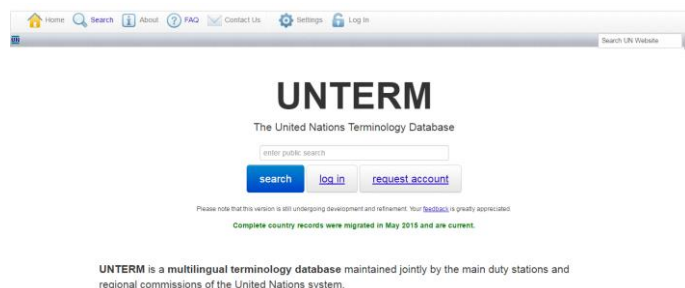 Home Search About FAQ Contact Us Settings Log In
Search UN Website
UNTERM
The United Nations Terminology Database
enter public search
search log in request account
Please note that this version is still undergoing development and refinement. Your feedback is greatly appreciated
Complete country records were migrated in May 2015 and are current.
UNTERM is a multilingual terminology database maintained jointly by the main duty stations and
regional commissions of the United Nations system.